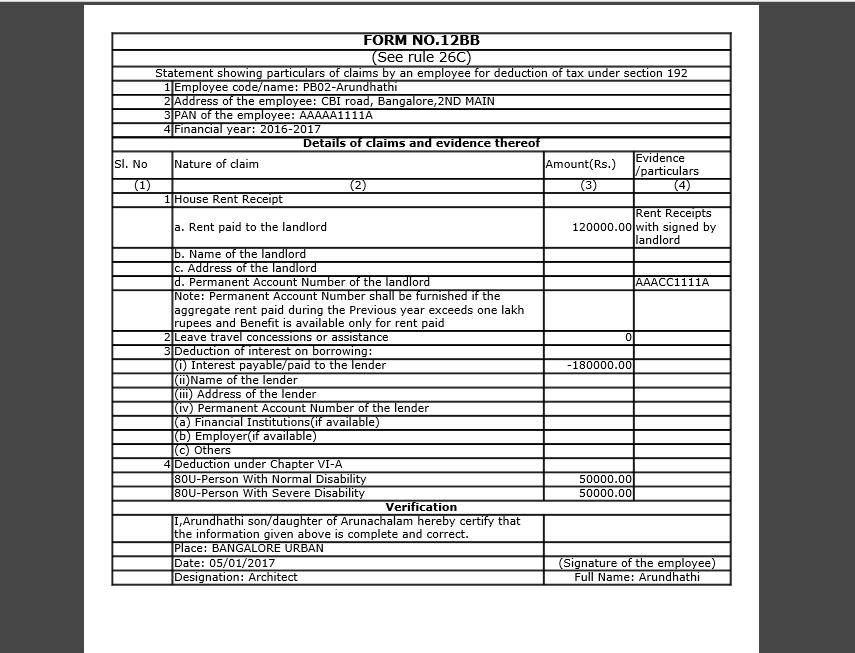 FORM NO.12BB
(See rule 26C)
Statement showing particulars of claims by an employee for deduction of tax under section 192
1 Employee code/name: PB02-Arundhathi
2 Address of the employee: CBI road, Bangalore,2ND MAIN
3 PAN of the employee: AAAAA1111A
4 Financial year: 2016-2017
Details of claims and evidence thereof
Sl. No Nature of claim Amount(Rs.) Evidence
/particulars
(1) (2) (3) (4)
1 House Rent Receipt
a. Rent paid to the landlord 120000.00 Rent Receipts
with signed by
landlord
b. Name of the landlord
c. Address of the landlord
d. Permanent Account Number of the landlord AAACC1111A
Note: Permanent Account Number shall be furnished if the
aggregate rent paid during the Previous year exceeds one lakh
rupees and Benefit is available only for rent paid
2 Leave travel concessions or assistance 0
3 Deduction of interest on borrowing:
(i) Interest payable/paid to the lender -180000.00
(ii)Name of the lender
(iii) Address of the lender
(iv) Permanent Account Number of the lender
(a) Financial Institutions(if available)
(b) Employer(if available)
(c) Others
4 Deduction under Chapter VI-A
80U-Person With Normal Disability 50000.00
80U-Person With Severe Disability 50000.00
Verification
I,Arundhathi son/daughter of Arunachalam hereby certify that
the information given above is complete and correct.
Place: BANGALORE URBAN
Date: 05/01/2017 (Signature of the employee)
Designation: Architect Full Name: Arundhathi